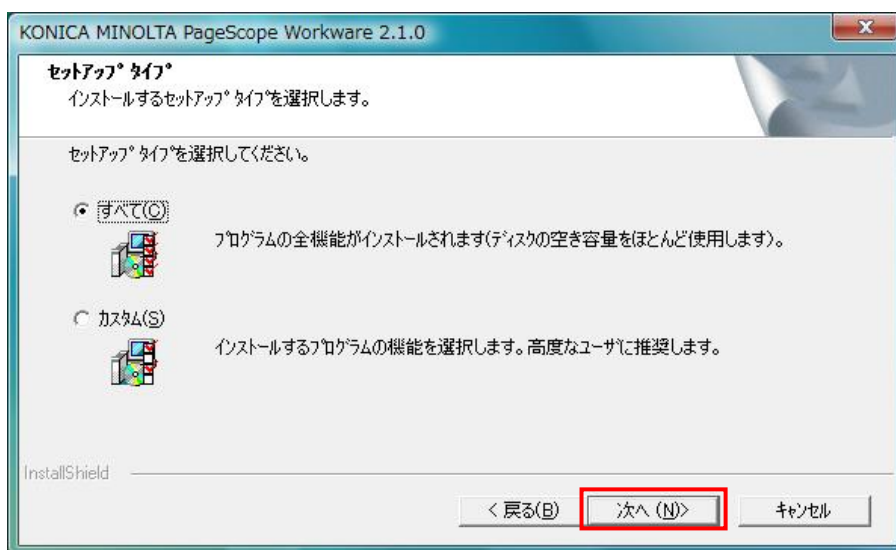 KONICA MINOLTA PageScope Workware 2.1.0
セットアップ タイプ
インストールするセットアップ タイプを選択します。
セットアップ タイプを選択してください。
すべて(C)
プログラムの全機能がインストールされます(ディスクの空き容量をほとんど使用します)。
カスタム(S)
インストールするプログラムの機能を選択します。高度なユーザに推奨します。
InstallShield
< 戻る(B) 次へ (N)> キャンセル